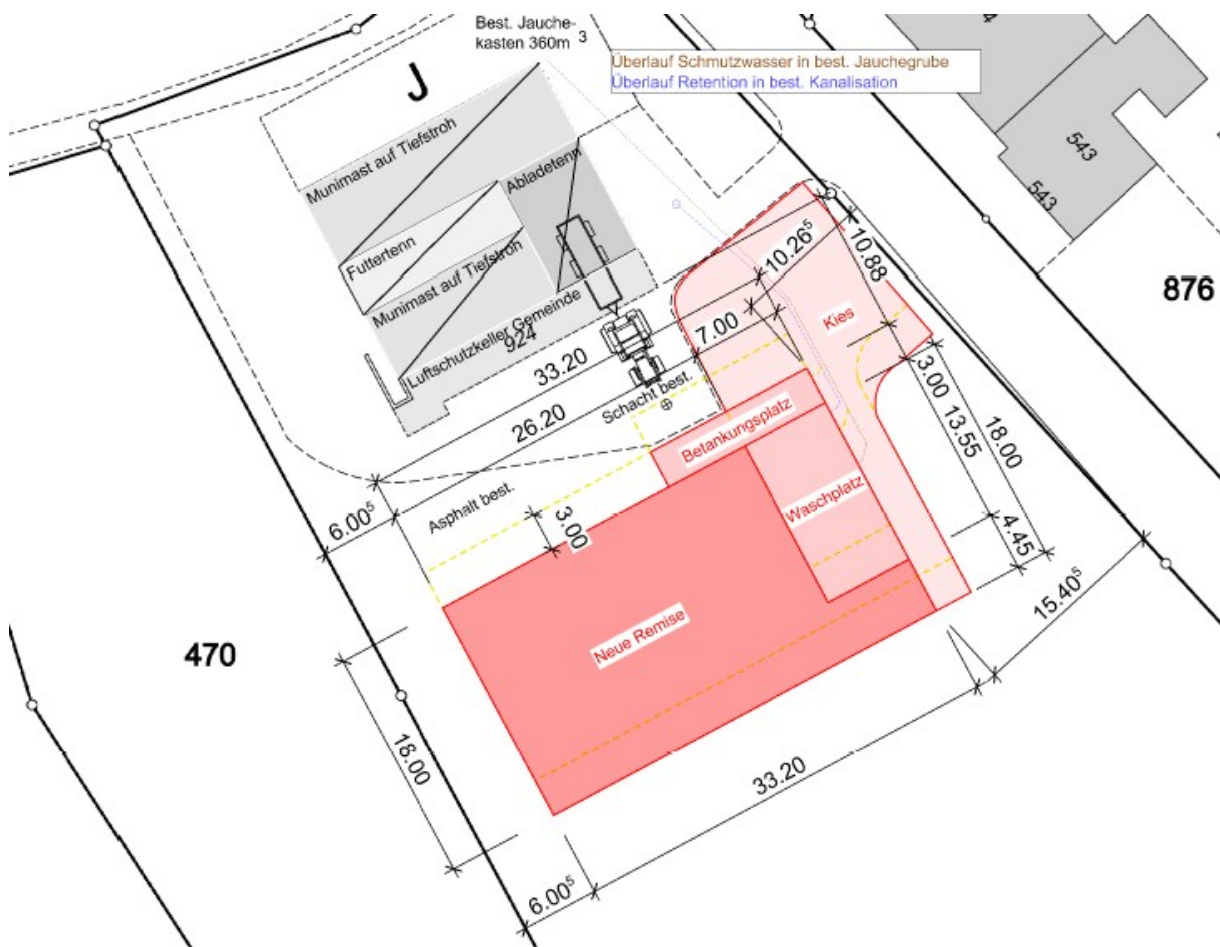 Best. Jauche-
kasten 360m 3
Überlauf Schmutzwasser in best. Jauchegrube
Überlauf Retention in best. Kanalisation
J
543
543
876
Munimast auf Tiefstroh
Abladetenn
Futtertenn
Munimast auf Tiefstroh
Luftschutzkeller Gemeinde
924
10.26⁵
10.88
7.00
Kies
33.20
26.20
Schacht best.
3.00
13.55
18.00
4.45
15.40⁵
Betankungsplatz
Waschplatz
6.00⁵
Asphalt best.
3.00
Neue Remise
470
18.00
33.20
6.00⁵